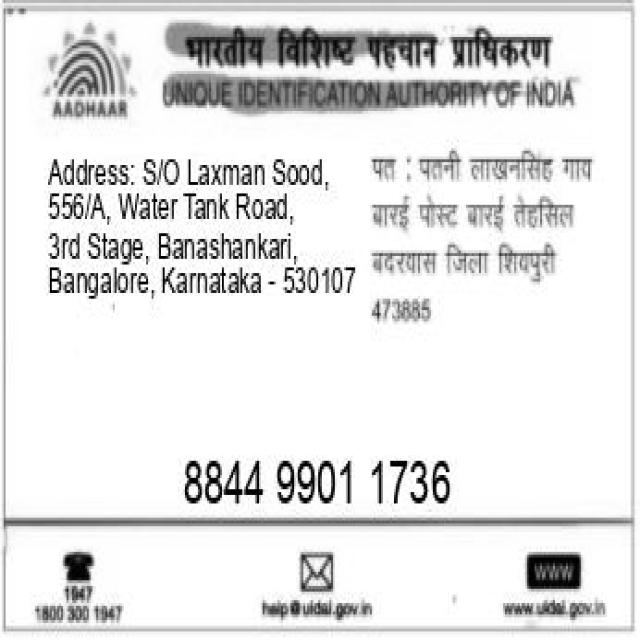 भारतीय विशिष्ट पहचान प्राधिकरण
AADHAAR
UNIQUE IDENTIFICATION AUTHORITY OF INDIA
Address: S/O Laxman Sood,
556/A, Water Tank Road,
3rd Stage, Banashankari,
Bangalore, Karnataka - 530107
पत : पतनी लाखनसिंह गाय
बारई पोस्ट बारई तेहसिल
बदरवास जिला शिवपुरी
473885
8844 9901 1736
1947
1800 300 1947
help@uidai.gov.in
www
www.uidai.gov.in